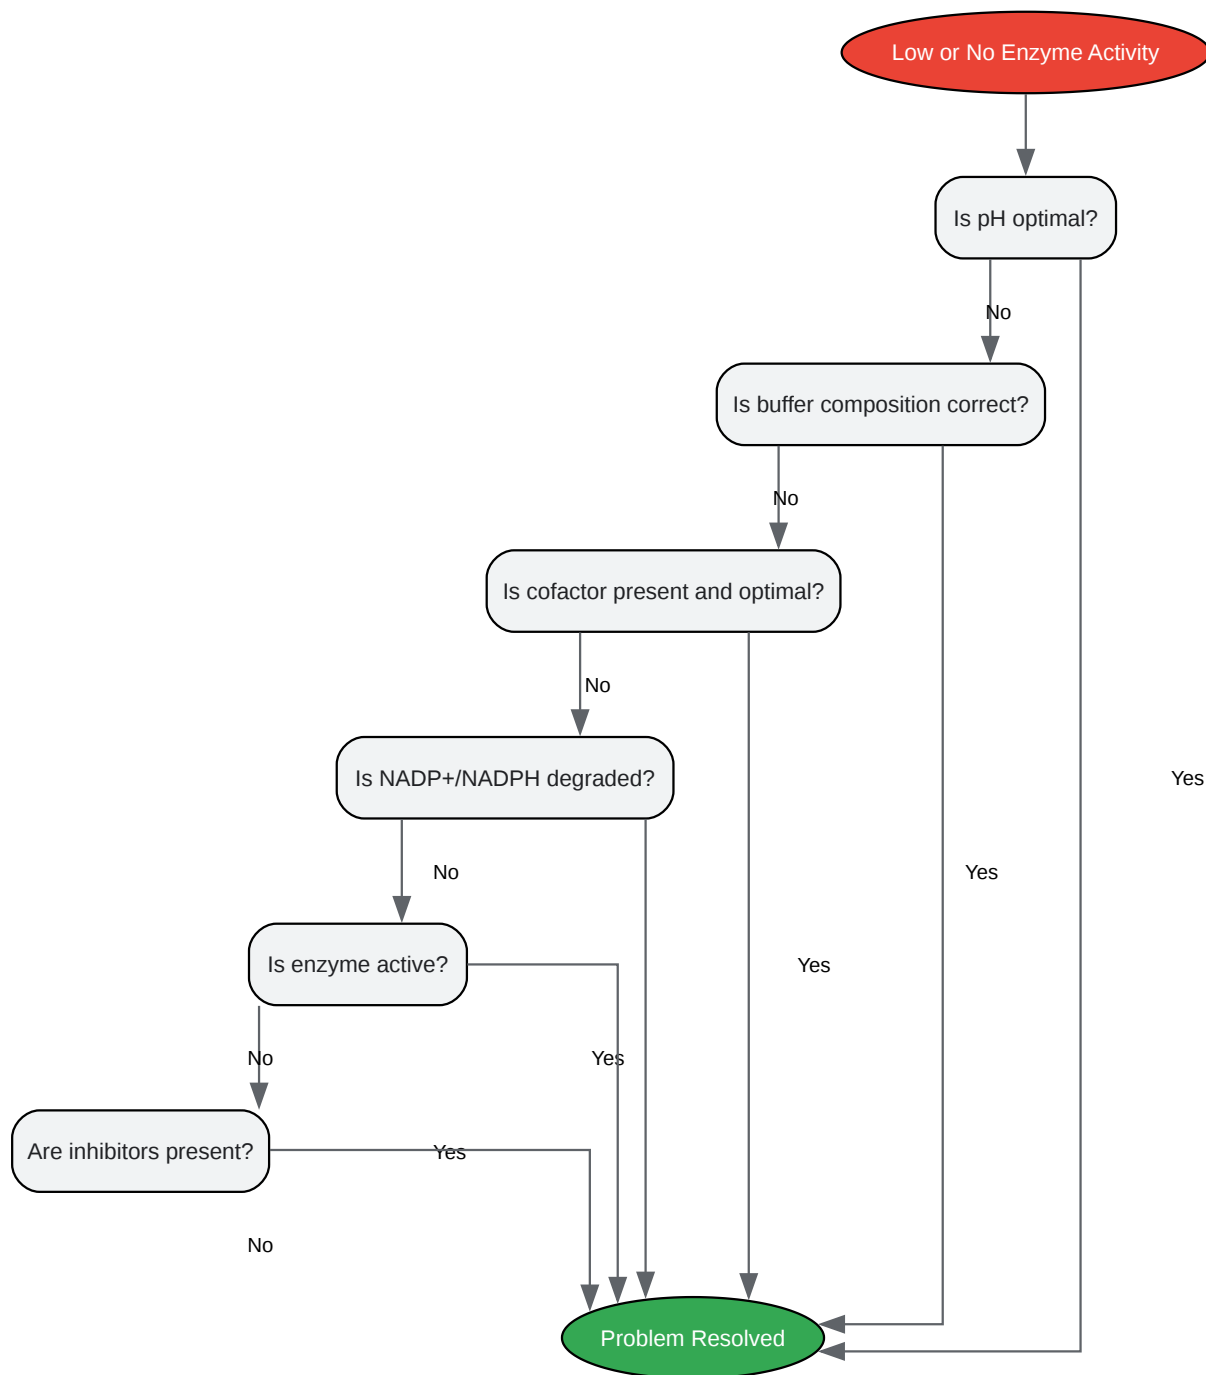 Low or No Enzyme Activity
Is pH optimal?
No
Is buffer composition correct?
No
Is cofactor present and optimal?
No
Is NADP+/NADPH degraded?
Yes
No
Yes
Is enzyme active?
Yes
No
Yes
Are inhibitors present?
Yes
No
Problem Resolved